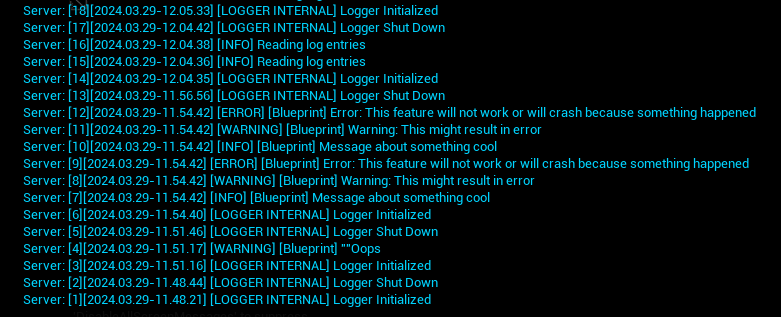 Server: [18][2024.03.29-12.05.33] [LOGGER INTERNAL] Logger Initialized
Server: [17][2024.03.29-12.04.42] [LOGGER INTERNAL] Logger Shut Down
Server: [16][2024.03.29-12.04.38] [INFO] Reading log entries
Server: [15][2024.03.29-12.04.36] [INFO] Reading log entries
Server: [14][2024.03.29-12.04.35] [LOGGER INTERNAL] Logger Initialized
Server: [13][2024.03.29-11.56.56] [LOGGER INTERNAL] Logger Shut Down
Server: [12][2024.03.29-11.54.42] [ERROR] [Blueprint] Error: This feature will not work or will crash because something happened
Server: [11][2024.03.29-11.54.42] [WARNING] [Blueprint] Warning: This might result in error
Server: [10][2024.03.29-11.54.42] [INFO] [Blueprint] Message about something cool
Server: [9][2024.03.29-11.54.42] [ERROR] [Blueprint] Error: This feature will not work or will crash because something happened
Server: [8][2024.03.29-11.54.42] [WARNING] [Blueprint] Warning: This might result in error
Server: [7][2024.03.29-11.54.42] [INFO] [Blueprint] Message about something cool
Server: [6][2024.03.29-11.54.40] [LOGGER INTERNAL] Logger Initialized
Server: [5][2024.03.29-11.51.46] [LOGGER INTERNAL] Logger Shut Down
Server: [4][2024.03.29-11.51.17] [WARNING] [Blueprint] ""Oops
Server: [3][2024.03.29-11.51.16] [LOGGER INTERNAL] Logger Initialized
Server: [2][2024.03.29-11.48.44] [LOGGER INTERNAL] Logger Shut Down
Server: [1][2024.03.29-11.48.21] [LOGGER INTERNAL] Logger Initialized